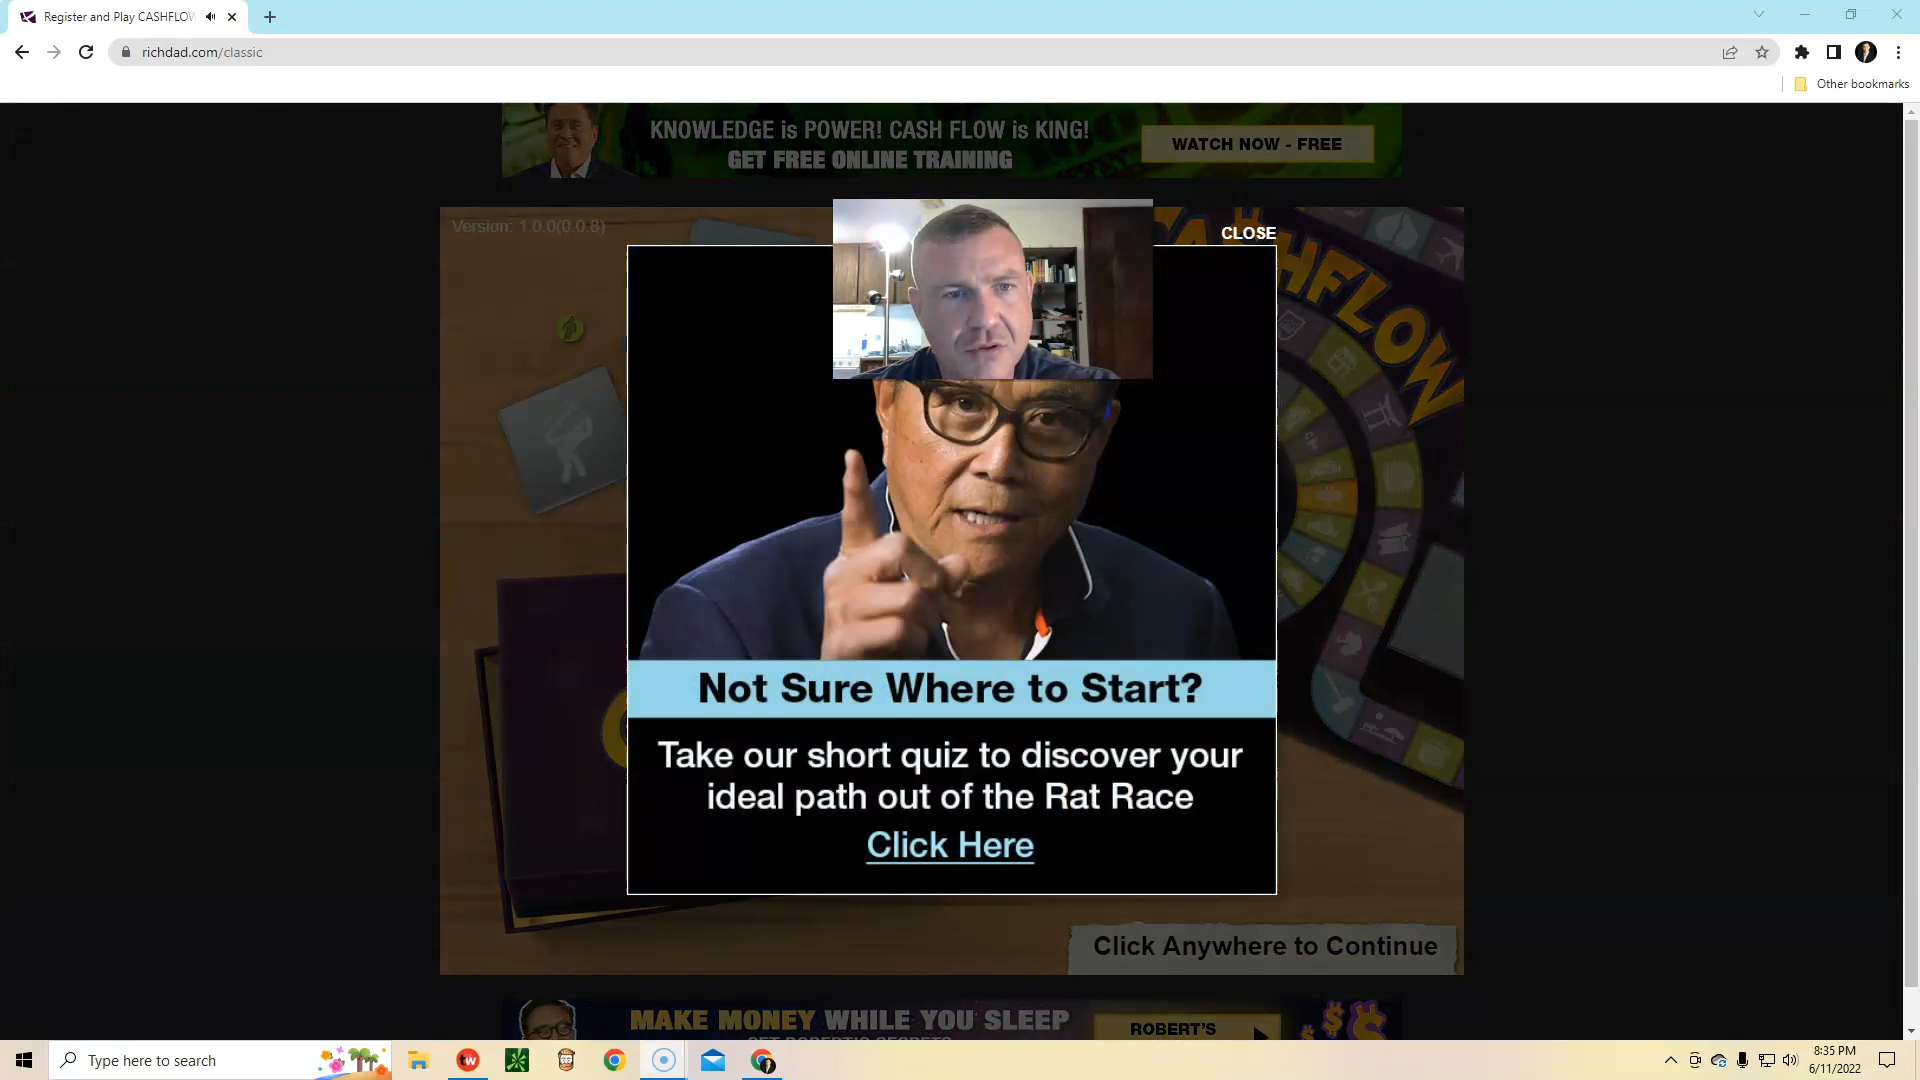 Register and Play CASHFLOW
richdad.com/classic
Other bookmarks
KNOWLEDGE is POWER! CASH FLOW is KING!
GET FREE ONLINE TRAINING
WATCH NOW - FREE
Version: 1.0.0(0.0.8)
CLOSE
CASHFLOW
Not Sure Where to Start?
Take our short quiz to discover your
ideal path out of the Rat Race
Click Here
Click Anywhere to Continue
MAKE MONEY WHILE YOU SLEEP
ROBERT'S
Type here to search
tw
8:35 PM
6/11/2022